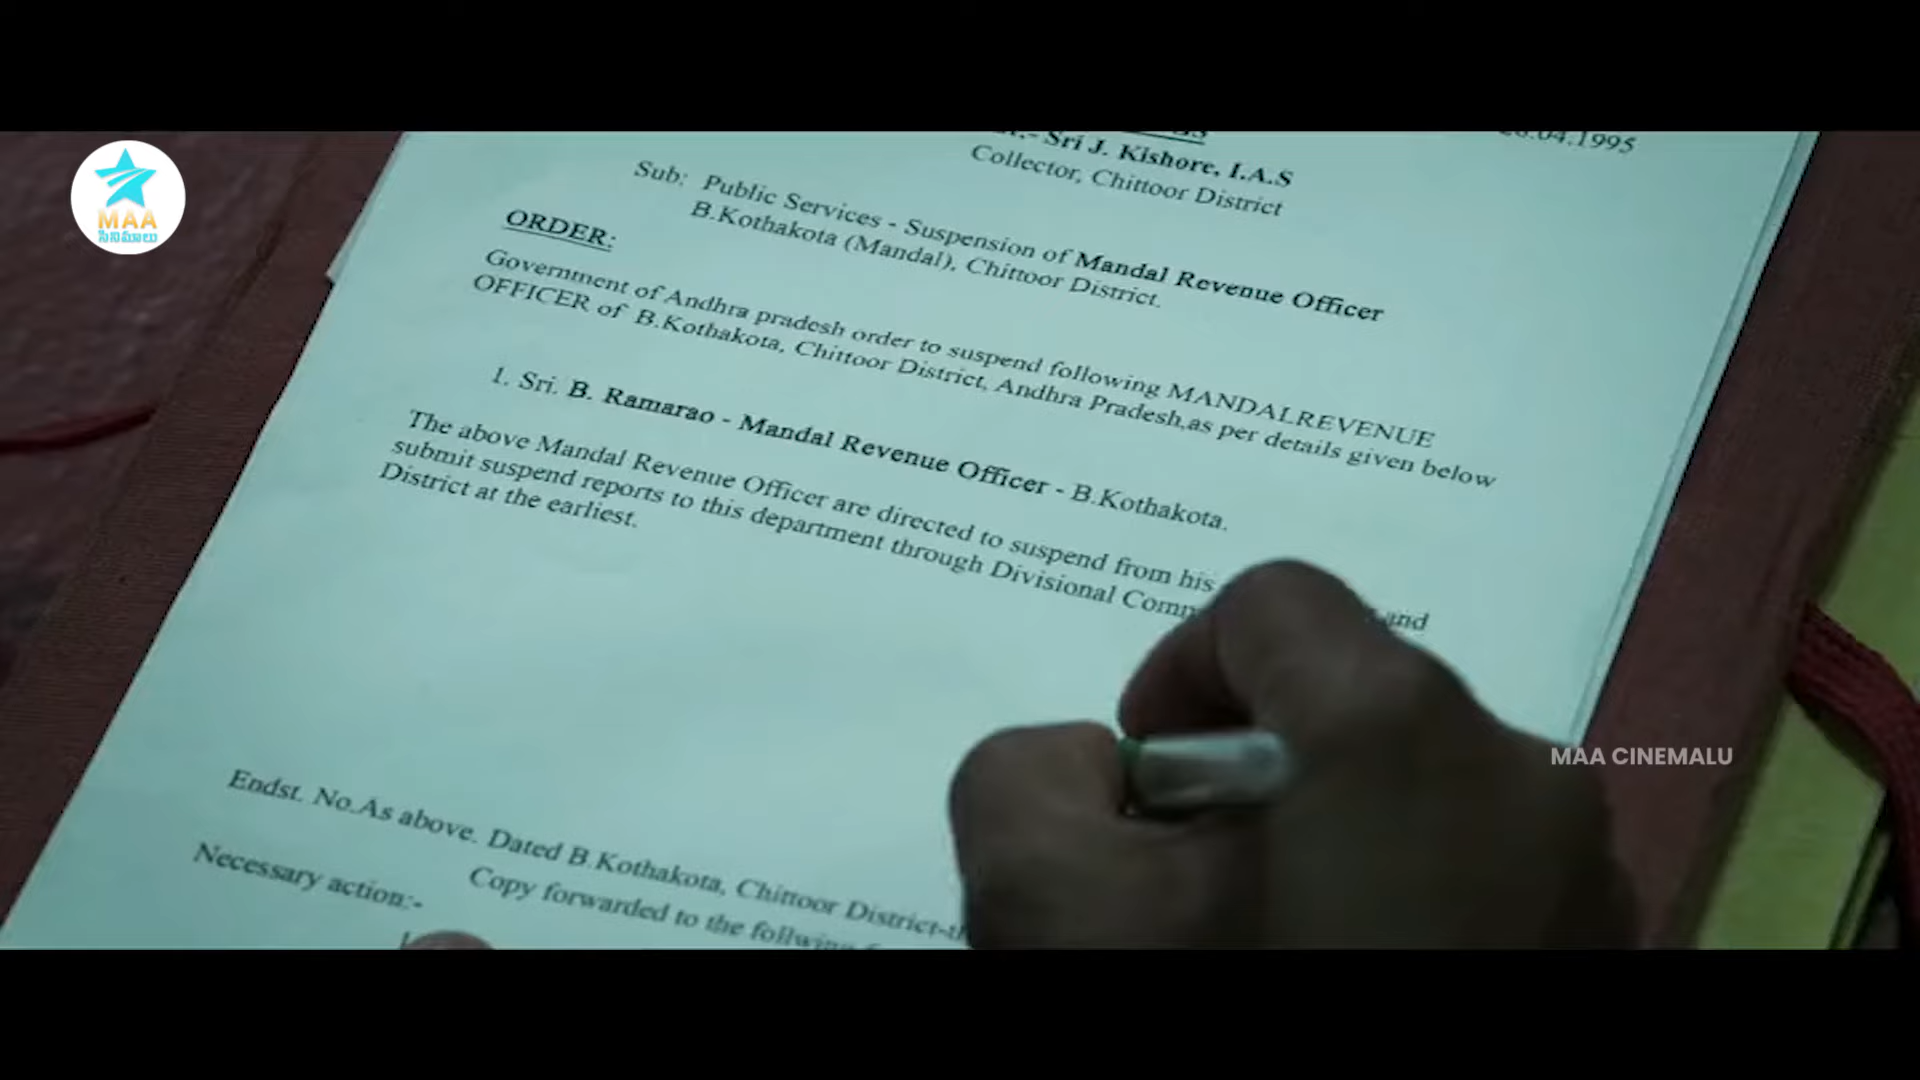 MAA
సినిమాలు
.04.1995
Sri J. Kishore, I.A.S
Collector, Chittoor District
Sub: Public Services - Suspension of Mandal Revenue Officer
B.Kothakota (Mandal), Chittoor District.
ORDER:
Government of Andhra pradesh order to suspend following MANDALREVENUE
OFFICER of B.Kothakota, Chittoor District, Andhra Pradesh,as per details given below
1. Sri. B. Ramarao - Mandal Revenue Officer - B.Kothakota.
The above Mandal Revenue Officer are directed to suspend from his and
submit suspend reports to this department through Divisional
District at the earliest.
MAA CINEMALU
Endst. No.As above. Dated B.Kothakota, Chittoor District-
Copy forwarded to the follwing
Necessary action:-